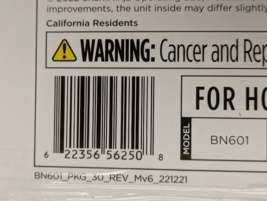 improvements, the unit inside may differ slightly
California Residents
WARNING: Cancer and Rep
FOR HO
MODEL
BN601
6 22356 56250 8
BN601_PKG_30_REV_Mv6_221221